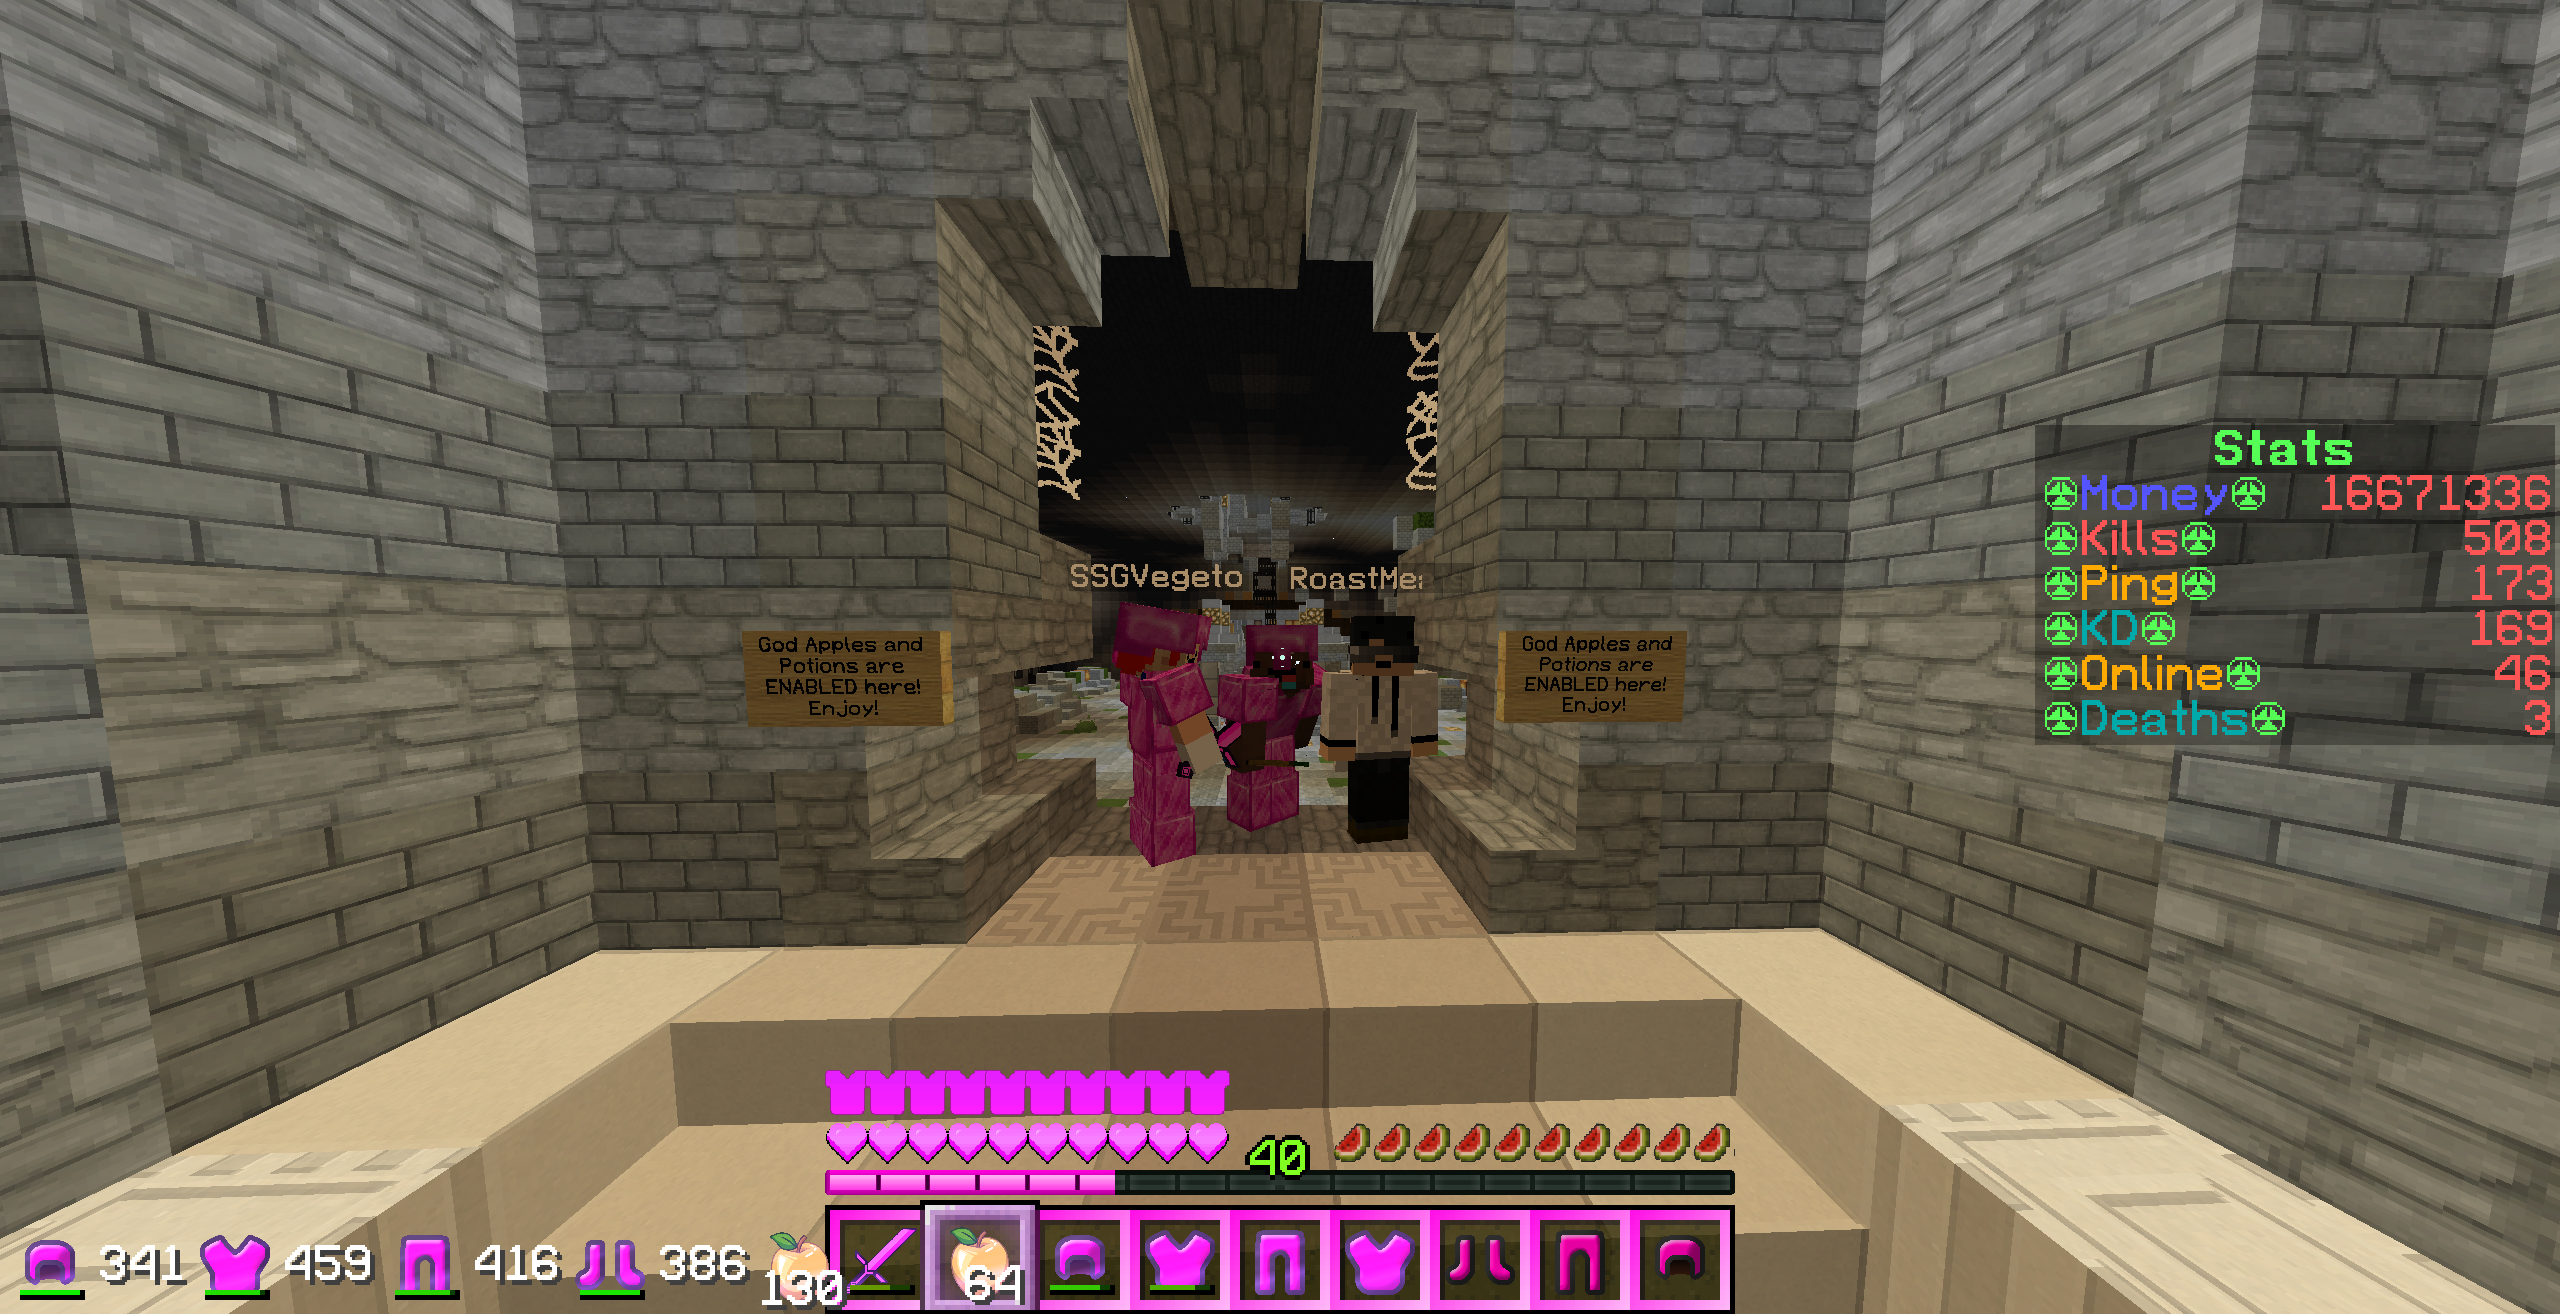 Stats
Money 16671336
Kills 508
Ping 173
KD 169
Online 46
Deaths 3
SSGVegeto
God Apples and
Potions are
ENABLED here!
Enjoy!
God Apples and
Potions are
ENABLED here!
Enjoy!
40
341 459 416 386 130 64